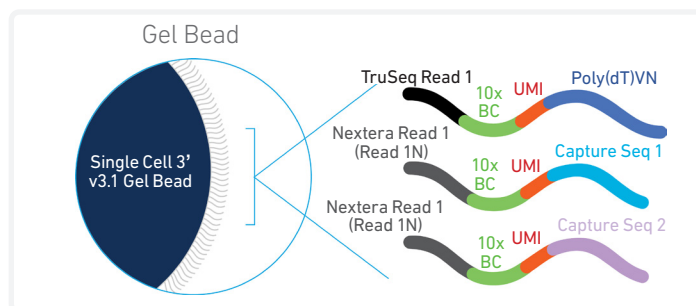 Gel Bead
Single Cell 3’
v3.1 Gel Bead
TruSeq Read 1
10x
BC
UMI
Poly(dT)VN
Nextera Read 1
(Read 1N)
10x
BC
UMI
Capture Seq 1
Nextera Read 1
(Read 1N)
10x
BC
UMI
Capture Seq 2